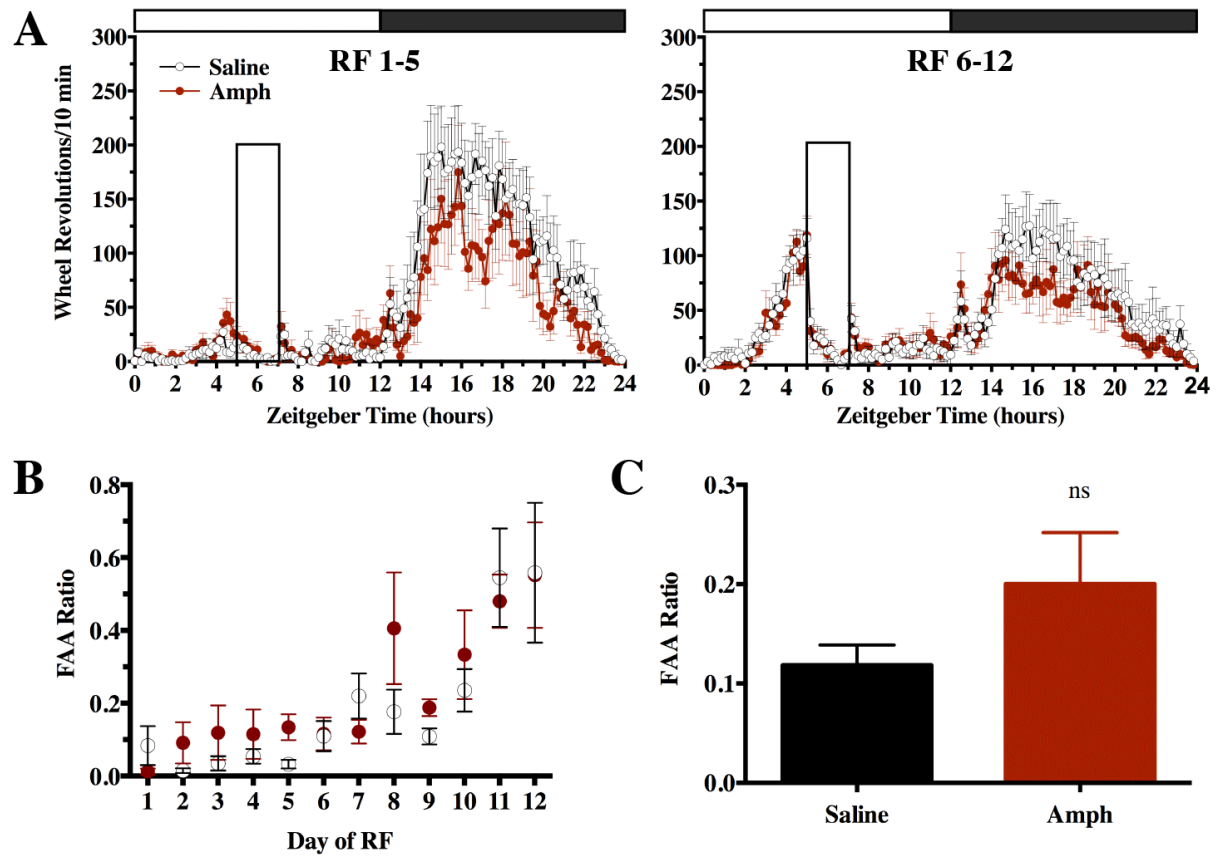 A
RF 1-5
RF 6-12
Saline
Amph
Wheel Revolutions/10 min
300
250
200
150
100
50
0
0 2 4 6 8 10 12 14 16 18 20 22 24
Zeitgeber Time (hours)
300
250
200
150
100
50
0
0 2 4 6 8 10 12 14 16 18 20 22 24
Zeitgeber Time (hours)
B
FAA Ratio
0.8
0.6
0.4
0.2
0.0
1 2 3 4 5 6 7 8 9 10 11 12
Day of RF
C
FAA Ratio
0.3
0.2
0.1
0.0
ns
Saline Amph